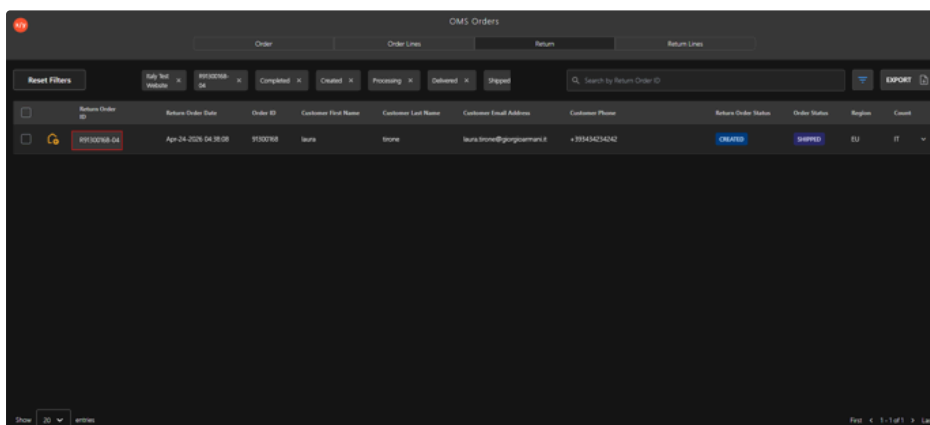 x/y
OMS Orders
Order Order Lines Return Return Lines
Reset Filters
Italy Test Website × R91300168-04 × Completed × Created × Processing × Delivered × Shipped
Search by Return Order ID
EXPORT
Return Order ID Return Order Date Order ID Customer First Name Customer Last Name Customer Email Address Customer Phone Return Order Status Order Status Region Count
R91300168-04 Apr-24-2026 04:38:08 91300168 laura tirone laura.tirone@giorgioarmani.it +393434234242 CREATED SHIPPED EU IT
Show 20 entries
First < 1 - 1 of 1 > Las